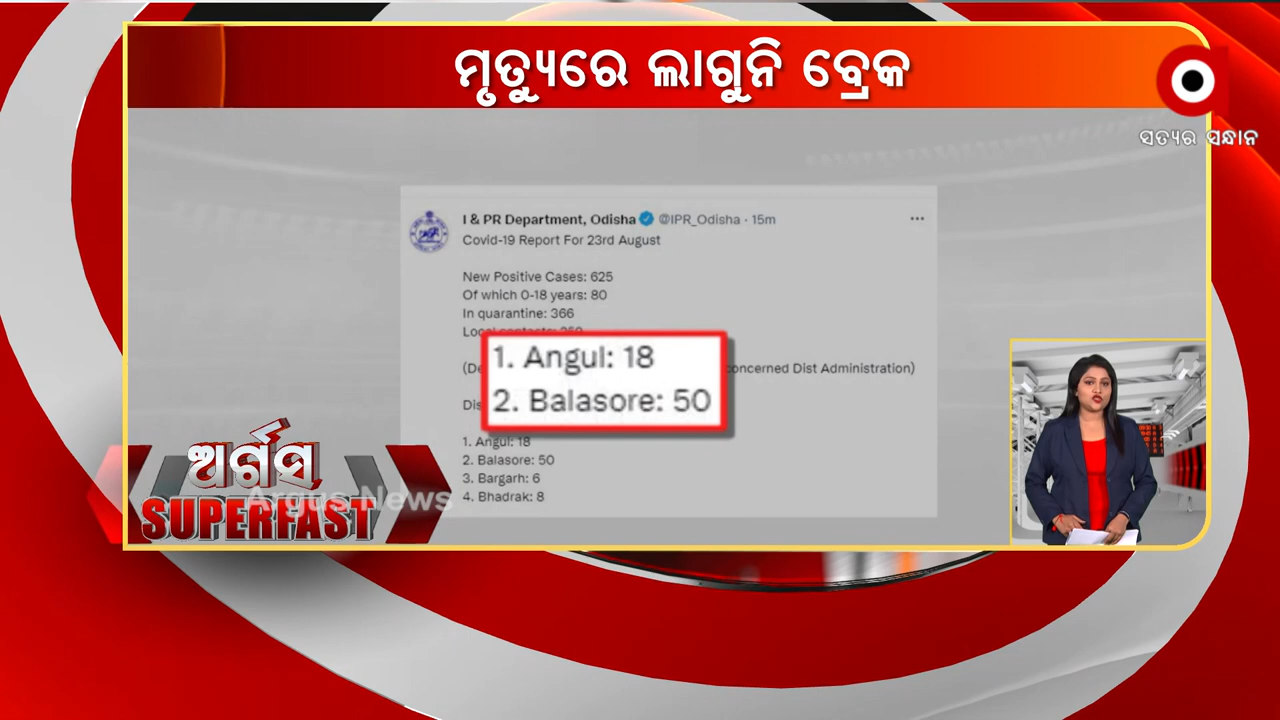 ମୃତ୍ୟୁରେ ଲାଗୁନି ବ୍ରେକ
ସତ୍ୟର ସନ୍ଧାନ
I & PR Department, Odisha @IPR_Odisha · 15m
Covid-19 Report For 23rd August
New Positive Cases: 625
Of which 0-18 years: 80
In quarantine: 366
1. Angul: 18
2. Balasore: 50
concerned Dist Administration)
1. Angul: 18
2. Balasore: 50
3. Bargarh: 6
4. Bhadrak: 8
ଅର୍ଗସ
Argus News
SUPERFAST